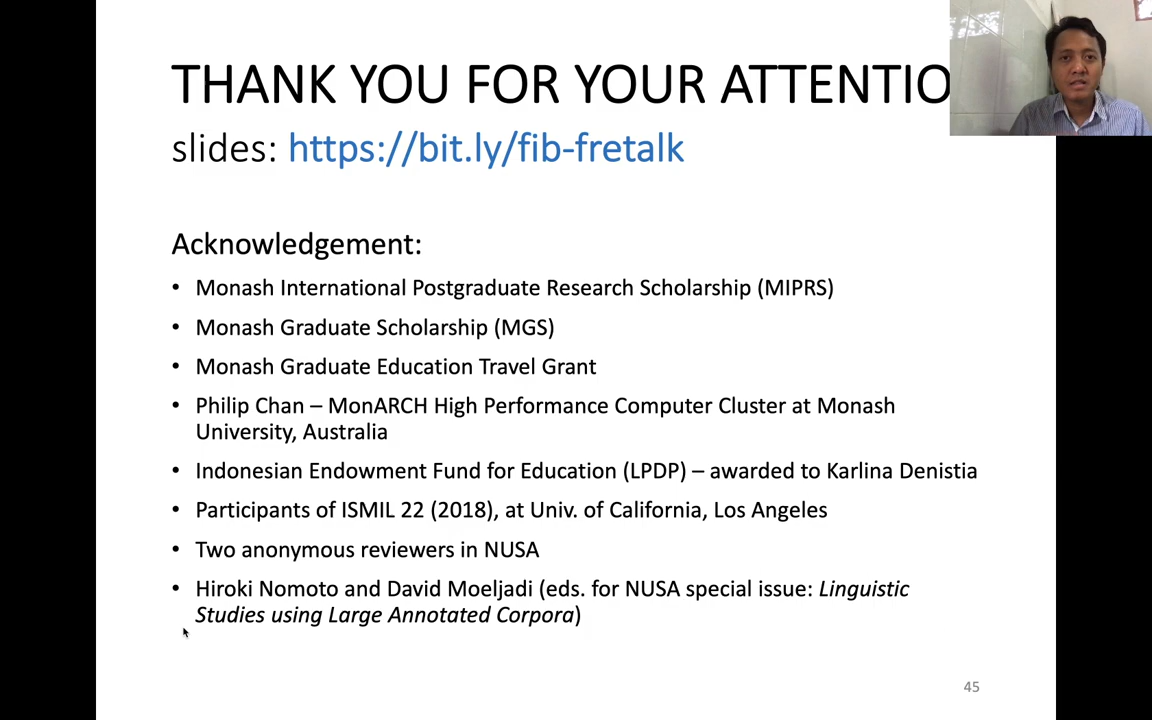 THANK YOU FOR YOUR ATTENTIO
slides: https://bit.ly/fib-fretalk
Acknowledgement:
• Monash International Postgraduate Research Scholarship (MIPRS)
• Monash Graduate Scholarship (MGS)
• Monash Graduate Education Travel Grant
• Philip Chan – MonARCH High Performance Computer Cluster at Monash
University, Australia
• Indonesian Endowment Fund for Education (LPDP) – awarded to Karlina Denistia
• Participants of ISMIL 22 (2018), at Univ. of California, Los Angeles
• Two anonymous reviewers in NUSA
• Hiroki Nomoto and David Moeljadi (eds. for NUSA special issue: Linguistic
Studies using Large Annotated Corpora)
45